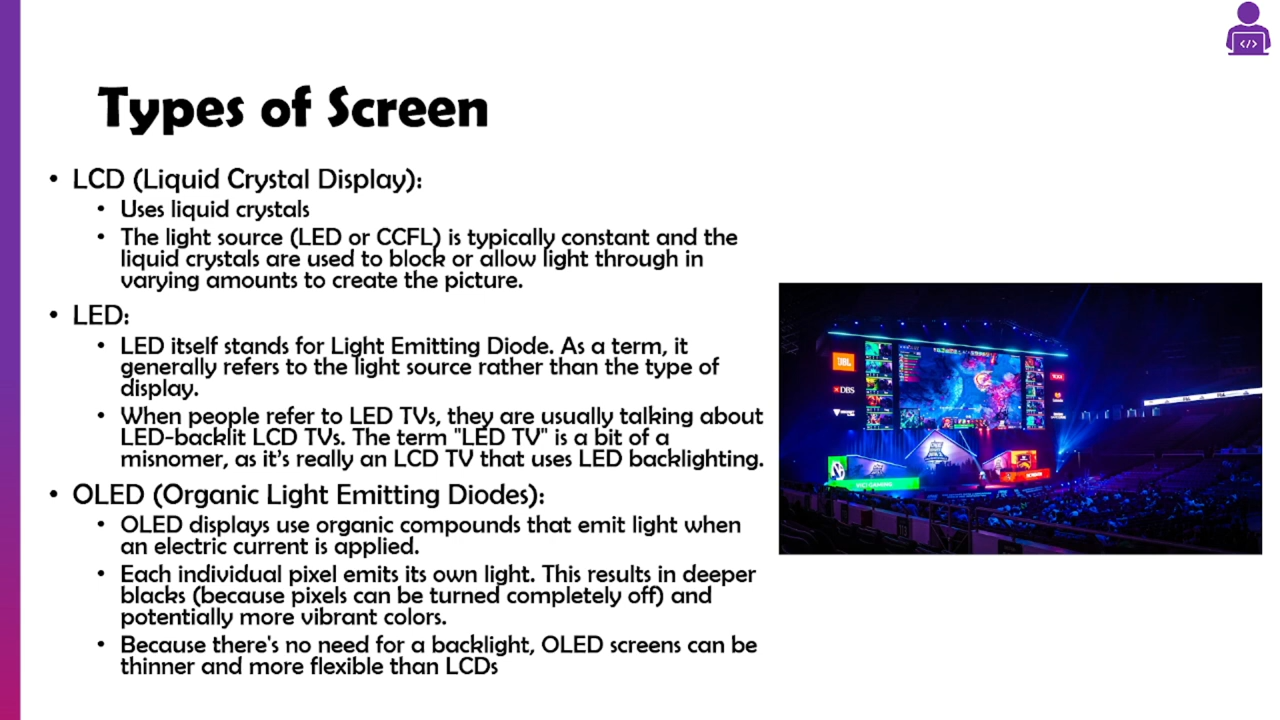 </>
Types of Screen
• LCD (Liquid Crystal Display):
• Uses liquid crystals
• The light source (LED or CCFL) is typically constant and the
liquid crystals are used to block or allow light through in
varying amounts to create the picture.
• LED:
• LED itself stands for Light Emitting Diode. As a term, it
generally refers to the light source rather than the type of
display.
• When people refer to LED TVs, they are usually talking about
LED-backlit LCD TVs. The term "LED TV" is a bit of a
misnomer, as it's really an LCD TV that uses LED backlighting.
• OLED (Organic Light Emitting Diodes):
• OLED displays use organic compounds that emit light when
an electric current is applied.
• Each individual pixel emits its own light. This results in deeper
blacks (because pixels can be turned completely off) and
potentially more vibrant colors.
• Because there's no need for a backlight, OLED screens can be
thinner and more flexible than LCDs
JBL
DBS